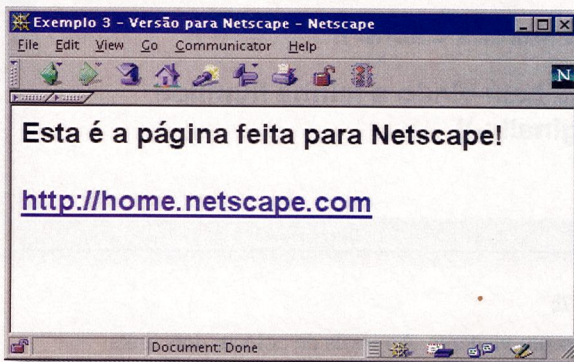 Exemplo 3 - Versão para Netscape - Netscape
File Edit View Go Communicator Help
N
Esta é a página feita para Netscape!
http://home.netscape.com
Document: Done